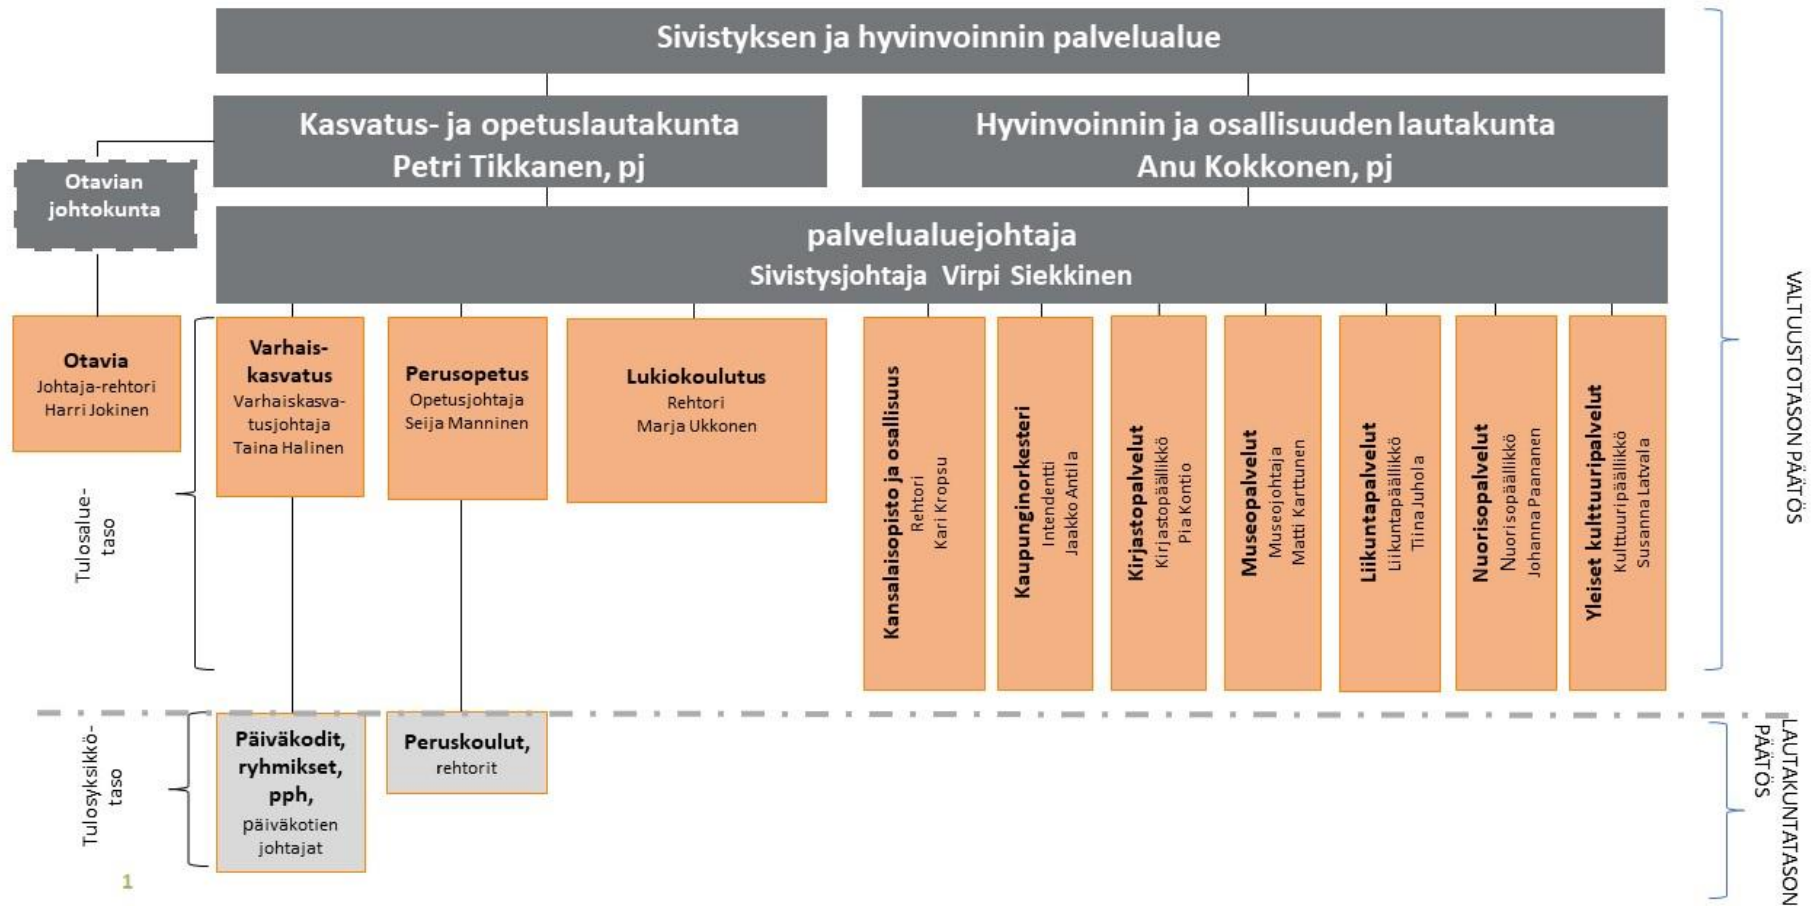 Sivistyksen ja hyvinvoinnin palvelualue
Kasvatus- ja opetuslautakunta
Petri Tikkanen, pj
Hyvinvoinnin ja osallisuuden lautakunta
Anu Kokkonen, pj
Otavian
johtokunta
palvelualuejohtaja
Sivistysjohtaja Virpi Siekkinen
Otavia
Johtaja-rehtori
Harri Jokinen
Varhais-
kasvatus
Varhaiskasva-
tusjohtaja
Taina Halinen
Perusopetus
Opetusjohtaja
Seija Manninen
Lukiokoulutus
Rehtori
Marja Ukkonen
Kansalaisopisto ja osallisuus
Rehtori
Kari Kropsu
Kaupunginorkesteri
Intendentti
Jaakko Antila
Kirjastopalvelut
Kirjastopäällikkö
Pia Kontio
Museopalvelut
Museojohtaja
Matti Karttunen
Liikuntapalvelut
Liikuntapäällikkö
Tiina Juhola
Nuorisopalvelut
Nuorisopäällikkö
Johanna Paananen
Yleiset kulttuuripalvelut
Kulttuuripäällikkö
Susanna Latvala
VALTUUSTOTASON PÄÄTÖS
Tulosalue-
taso
Päiväkodit,
ryhmikset,
pph,
päiväkotien
johtajat
Peruskoulut,
rehtorit
Tulosyksikkö-
taso
LAUTAKUNTATASON
PÄÄTÖS
1